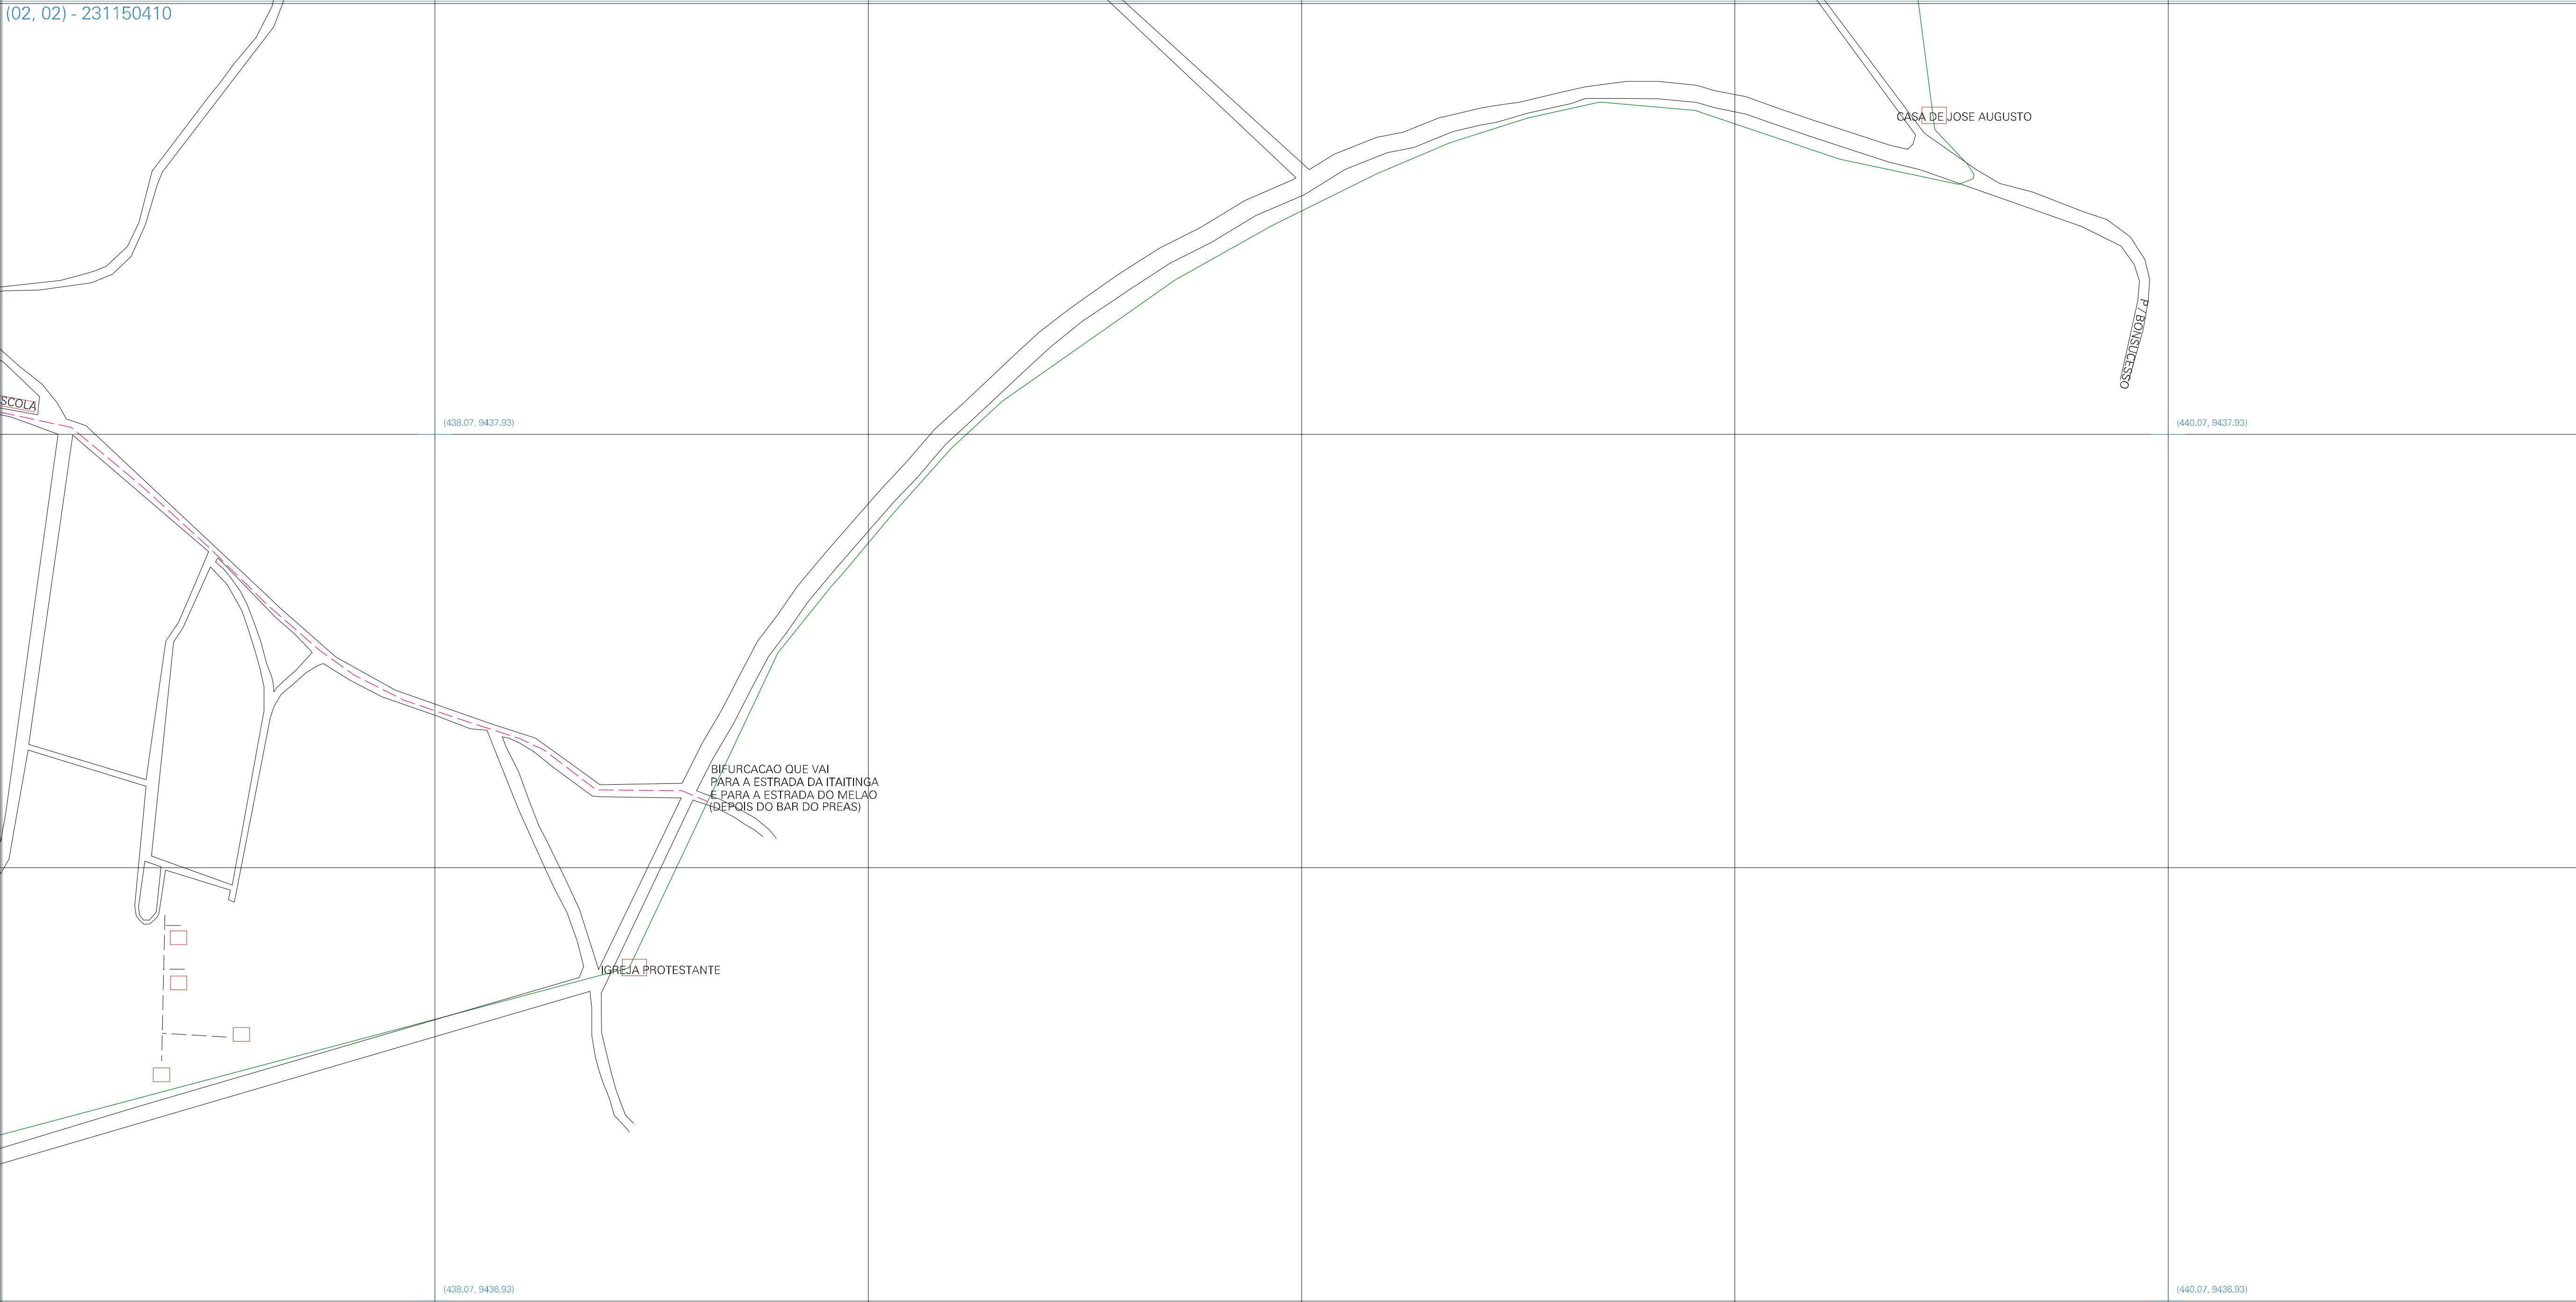 (02, 02) - 231150410
CASA DE JOSE AUGUSTO
P / BONSUCESSO
SCOLA
(438.07, 9437.93)
(440.07, 9437.93)
BIFURCACAO QUE VAI
PARA A ESTRADA DA ITAITINGA
E PARA A ESTRADA DO MELAO
(DEPOIS DO BAR DO PREAS)
IGREJA PROTESTANTE
(438.07, 9436.93)
(440.07, 9436.93)